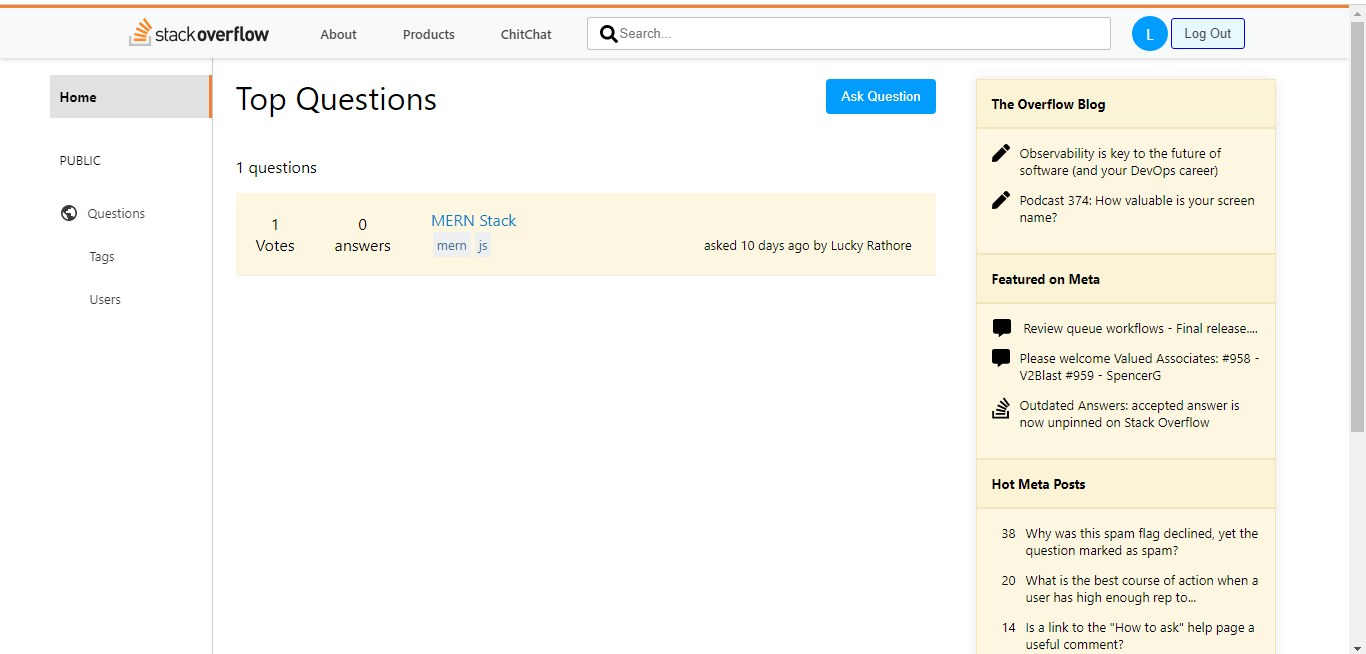 stackoverflow About Products ChitChat Search... L Log Out
Home
PUBLIC
Questions
Tags
Users
Top Questions
Ask Question
1 questions
1
Votes
0
answers
MERN Stack
mern js
asked 10 days ago by Lucky Rathore
The Overflow Blog
Observability is key to the future of
software (and your DevOps career)
Podcast 374: How valuable is your screen
name?
Featured on Meta
Review queue workflows - Final release....
Please welcome Valued Associates: #958 -
V2Blast #959 - SpencerG
Outdated Answers: accepted answer is
now unpinned on Stack Overflow
Hot Meta Posts
38 Why was this spam flag declined, yet the
question marked as spam?
20 What is the best course of action when a
user has high enough rep to...
14 Is a link to the "How to ask" help page a
useful comment?